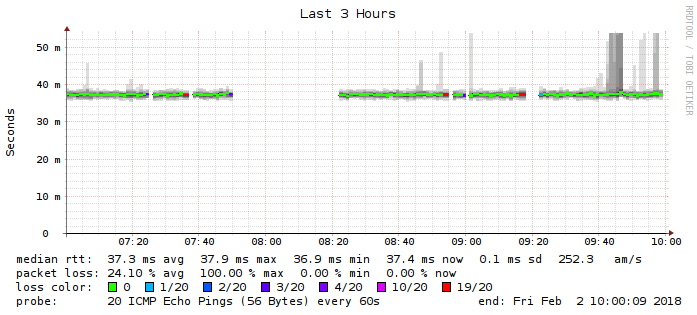 Last 3 Hours
RRDTOOL / TOBI OETIKER
Seconds
50 m
40 m
30 m
20 m
10 m
0
07:20 07:40 08:00 08:20 08:40 09:00 09:20 09:40 10:00
median rtt: 37.3 ms avg 37.9 ms max 36.9 ms min 37.4 ms now 0.1 ms sd 252.3 am/s
packet loss: 24.10 % avg 100.00 % max 0.00 % min 0.00 % now
loss color: 0 1/20 2/20 3/20 4/20 10/20 19/20
probe: 20 ICMP Echo Pings (56 Bytes) every 60s end: Fri Feb 2 10:00:09 2018